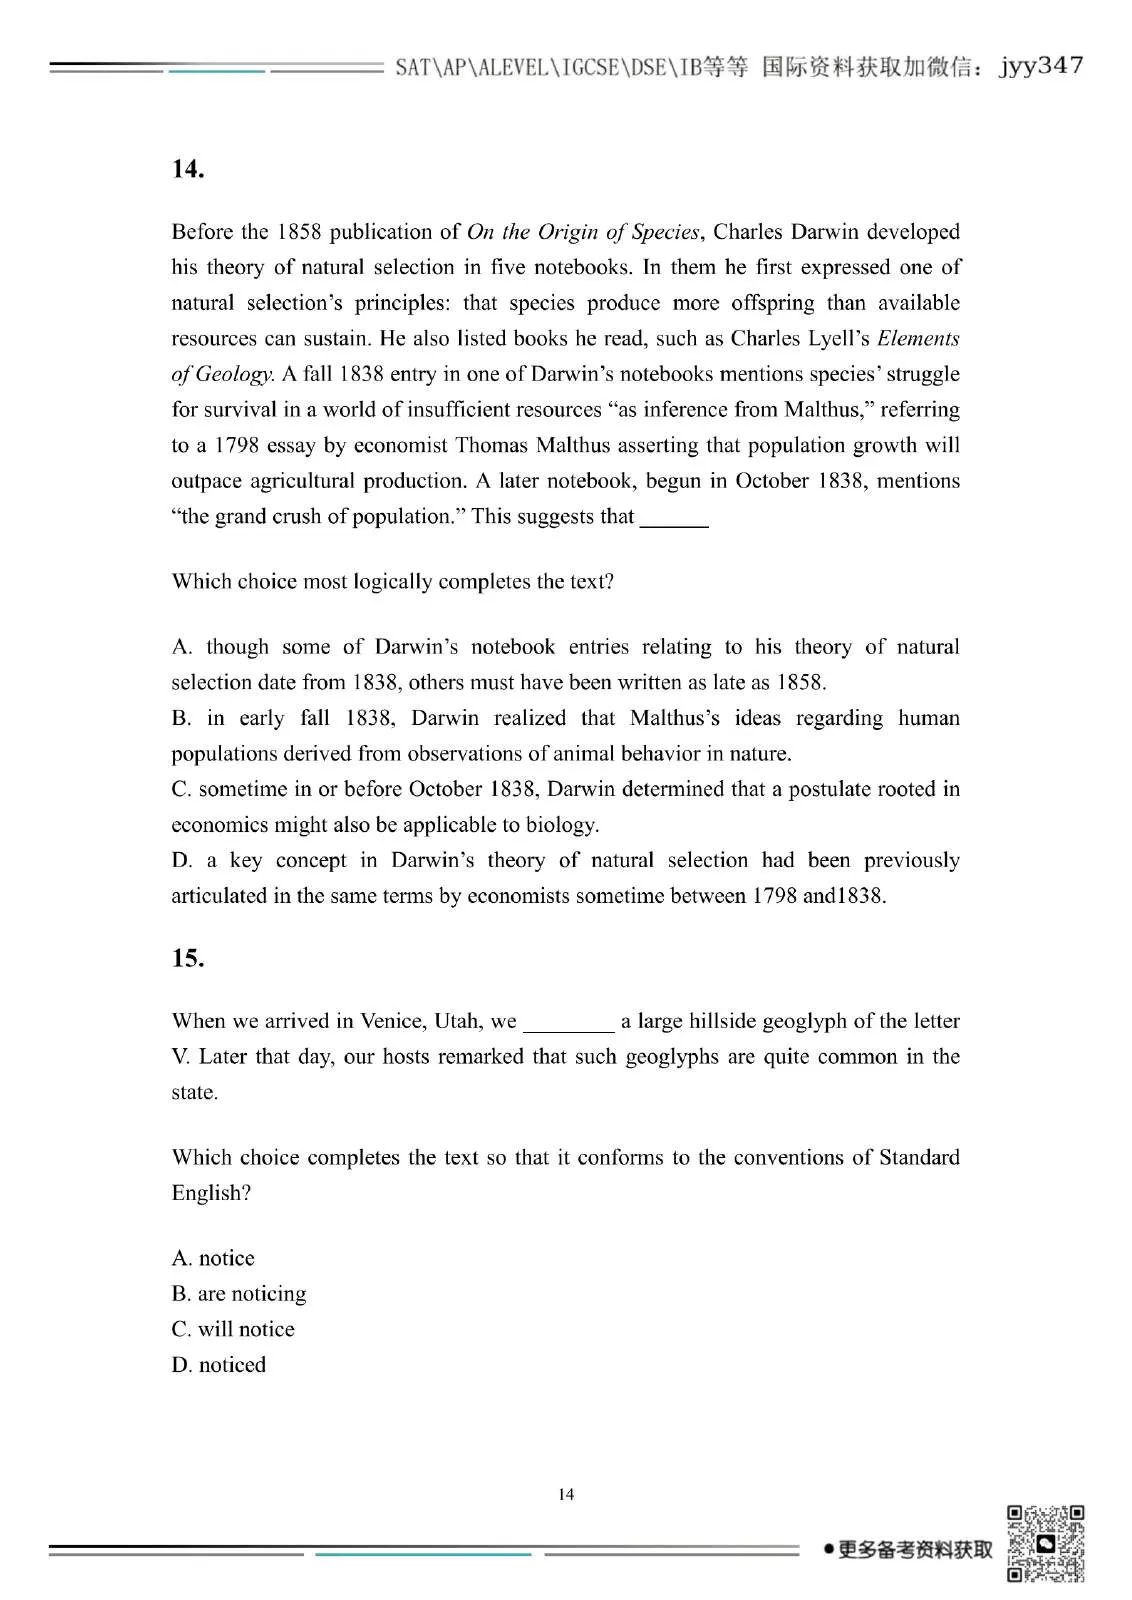 SAT\AP\ALEVEL\IGCSE\DSE\IB等等 国际资料获取加微信： jyy347
14.
Before the 1858 publication of On the Origin of Species, Charles Darwin developed
his theory of natural selection in five notebooks. In them he first expressed one of
natural selection’s principles: that species produce more offspring than available
resources can sustain. He also listed books he read, such as Charles Lyell’s Elements
of Geology. A fall 1838 entry in one of Darwin’s notebooks mentions species’ struggle
for survival in a world of insufficient resources “as inference from Malthus,” referring
to a 1798 essay by economist Thomas Malthus asserting that population growth will
outpace agricultural production. A later notebook, begun in October 1838, mentions
“the grand crush of population.” This suggests that ______
Which choice most logically completes the text?
A. though some of Darwin’s notebook entries relating to his theory of natural
selection date from 1838, others must have been written as late as 1858.
B. in early fall 1838, Darwin realized that Malthus’s ideas regarding human
populations derived from observations of animal behavior in nature.
C. sometime in or before October 1838, Darwin determined that a postulate rooted in
economics might also be applicable to biology.
D. a key concept in Darwin’s theory of natural selection had been previously
articulated in the same terms by economists sometime between 1798 and1838.
15.
When we arrived in Venice, Utah, we ________ a large hillside geoglyph of the letter
V. Later that day, our hosts remarked that such geoglyphs are quite common in the
state.
Which choice completes the text so that it conforms to the conventions of Standard
English?
A. notice
B. are noticing
C. will notice
D. noticed
14
●更多备考资料获取